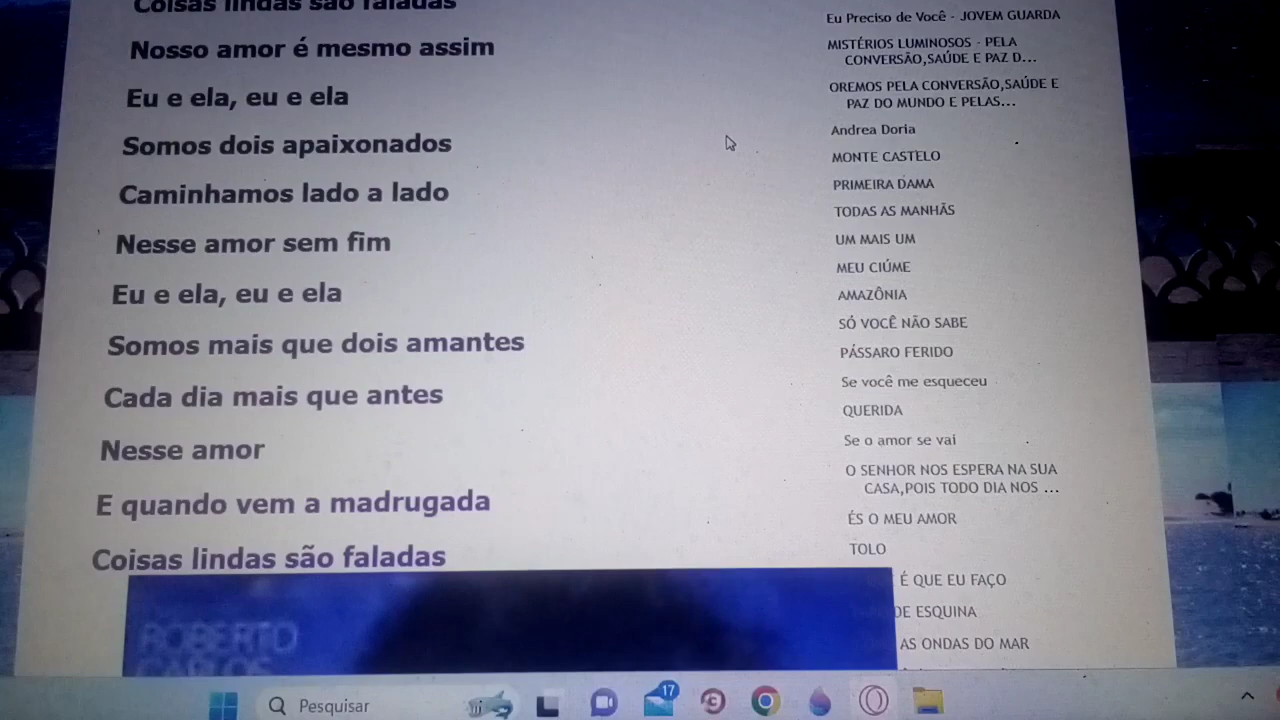 Coisas lindas são faladas
Nosso amor é mesmo assim
Eu e ela, eu e ela
Somos dois apaixonados
Caminhamos lado a lado
Nesse amor sem fim
Eu e ela, eu e ela
Somos mais que dois amantes
Cada dia mais que antes
Nesse amor
E quando vem a madrugada
Coisas lindas são faladas
ROBERTO
CARLOS
Eu Preciso de Você - JOVEM GUARDA
MISTÉRIOS LUMINOSOS - PELA
CONVERSÃO,SAÚDE E PAZ D...
OREMOS PELA CONVERSÃO,SAÚDE E
PAZ DO MUNDO E PELAS...
Andrea Doria
MONTE CASTELO
PRIMEIRA DAMA
TODAS AS MANHÃS
UM MAIS UM
MEU CIÚME
AMAZÔNIA
SÓ VOCÊ NÃO SABE
PÁSSARO FERIDO
Se você me esqueceu
QUERIDA
Se o amor se vai
O SENHOR NOS ESPERA NA SUA
CASA,POIS TODO DIA NOS ...
ÉS O MEU AMOR
TOLO
É QUE EU FAÇO
DE ESQUINA
AS ONDAS DO MAR
Pesquisar
17